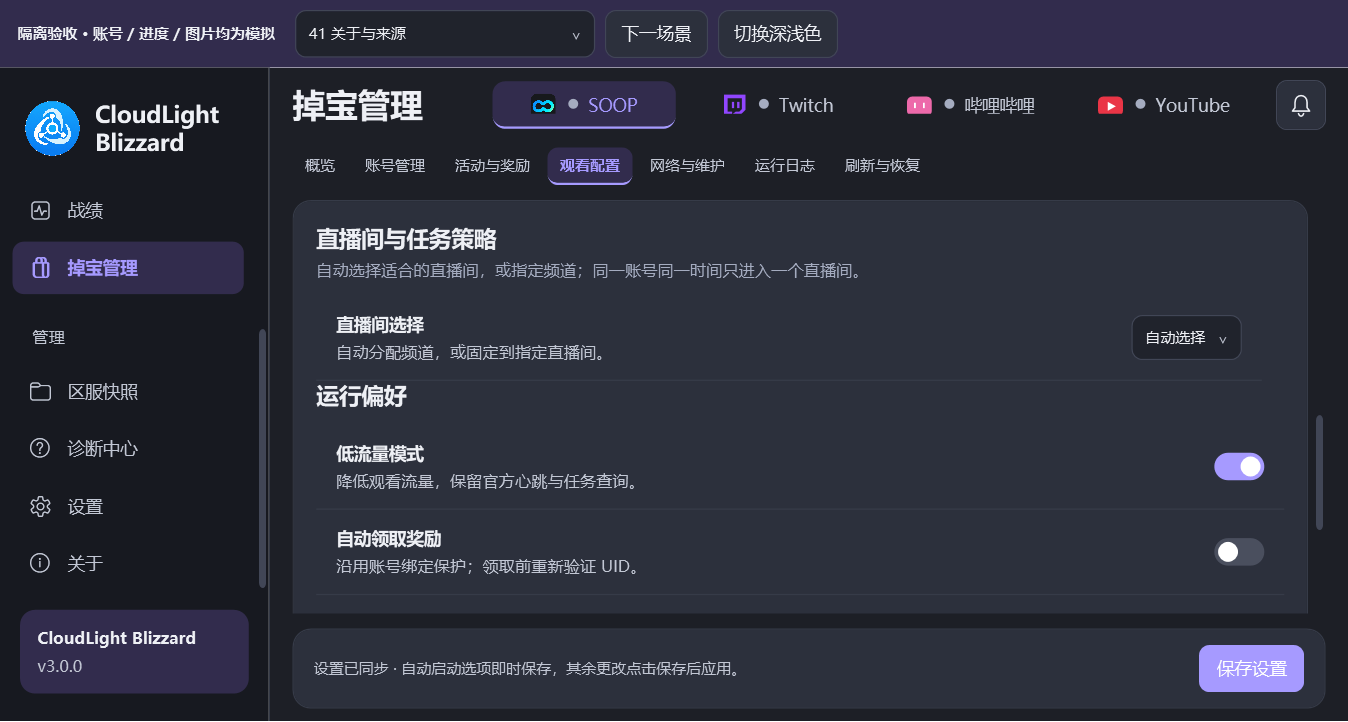 隔离验收 • 账号 / 进度 / 图片均为模拟
41 关于与来源
下一场景
切换深浅色
CloudLight
Blizzard
战绩
掉宝管理
管理
区服快照
诊断中心
设置
关于
CloudLight Blizzard
v3.0.0
掉宝管理
SOOP
Twitch
哔哩哔哩
YouTube
概览
账号管理
活动与奖励
观看配置
网络与维护
运行日志
刷新与恢复
直播间与任务策略
自动选择适合的直播间，或指定频道；同一账号同一时间只进入一个直播间。
直播间选择
自动分配频道，或固定到指定直播间。
自动选择
运行偏好
低流量模式
降低观看流量，保留官方心跳与任务查询。
自动领取奖励
沿用账号绑定保护；领取前重新验证 UID。
设置已同步 · 自动启动选项即时保存，其余更改点击保存后应用。
保存设置